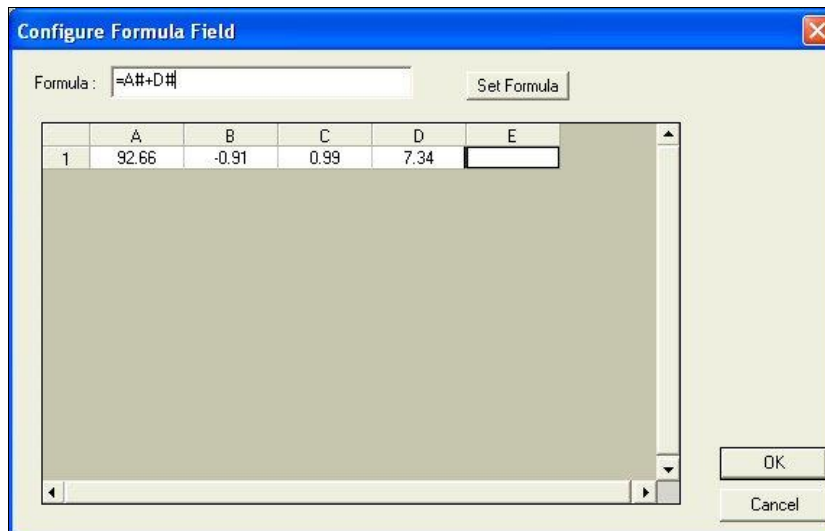 Configure Formula Field
Formula : =A#+D# Set Formula
A B C D E
1 92.66 -0.91 0.99 7.34
OK
Cancel